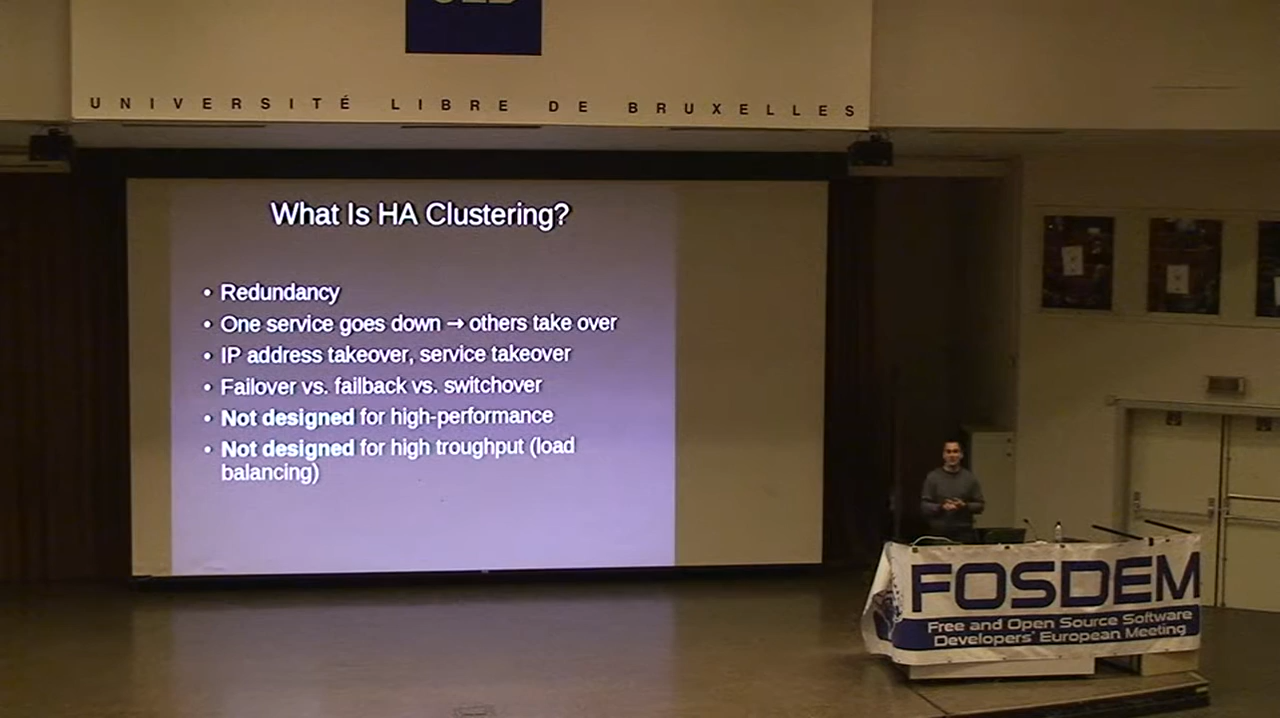 UNIVERSITÉ LIBRE DE BRUXELLES
What Is HA Clustering?
• Redundancy
• One service goes down → others take over
• IP address takeover, service takeover
• Failover vs. failback vs. switchover
• Not designed for high-performance
• Not designed for high troughput (load
balancing)
FOSDEM
Free and Open Source Software
Developers' European Meeting